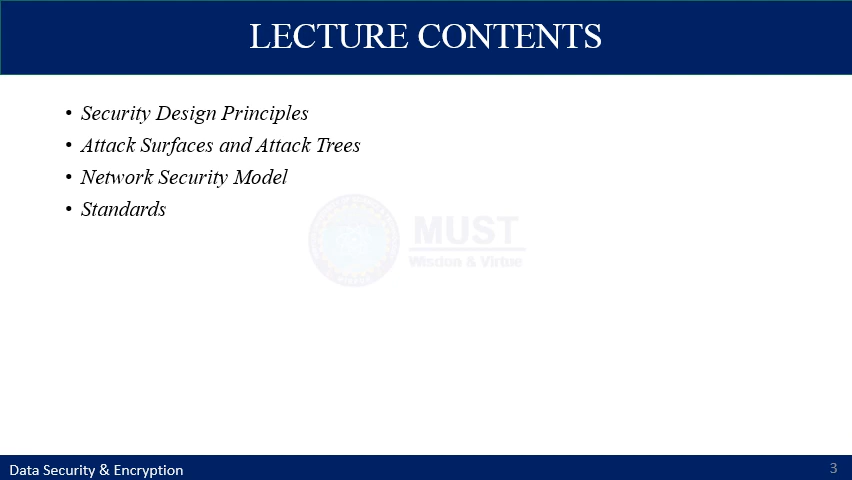 LECTURE CONTENTS
• Security Design Principles
• Attack Surfaces and Attack Trees
• Network Security Model
• Standards
MUST
Wisdom & Virtue
Data Security & Encryption
3